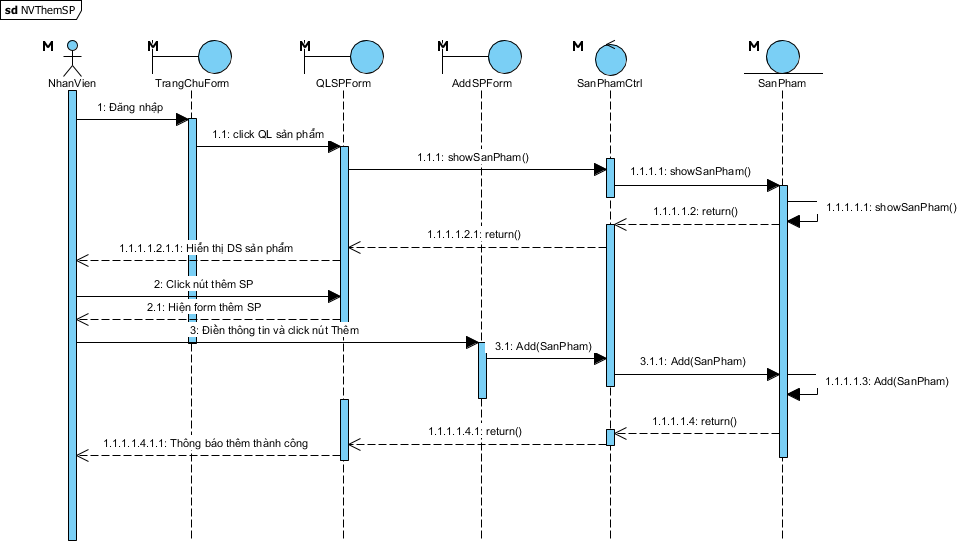 sd NVThemSP
M M M M M M
NhanVien TrangChuForm QLSPForm AddSPForm SanPhamCtrl SanPham
1: Đăng nhập
1.1: click QL sản phẩm
1.1.1: showSanPham()
1.1.1.1: showSanPham()
1.1.1.1.1: showSanPham()
1.1.1.1.2: return()
1.1.1.1.2.1: return()
1.1.1.1.2.1.1: Hiển thị DS sản phẩm
2: Click nút thêm SP
2.1: Hiện form thêm SP
3: Điền thông tin và click nút Thêm
3.1: Add(SanPham)
3.1.1: Add(SanPham)
1.1.1.1.3: Add(SanPham)
1.1.1.1.4: return()
1.1.1.1.4.1: return()
1.1.1.1.4.1.1: Thông báo thêm thành công